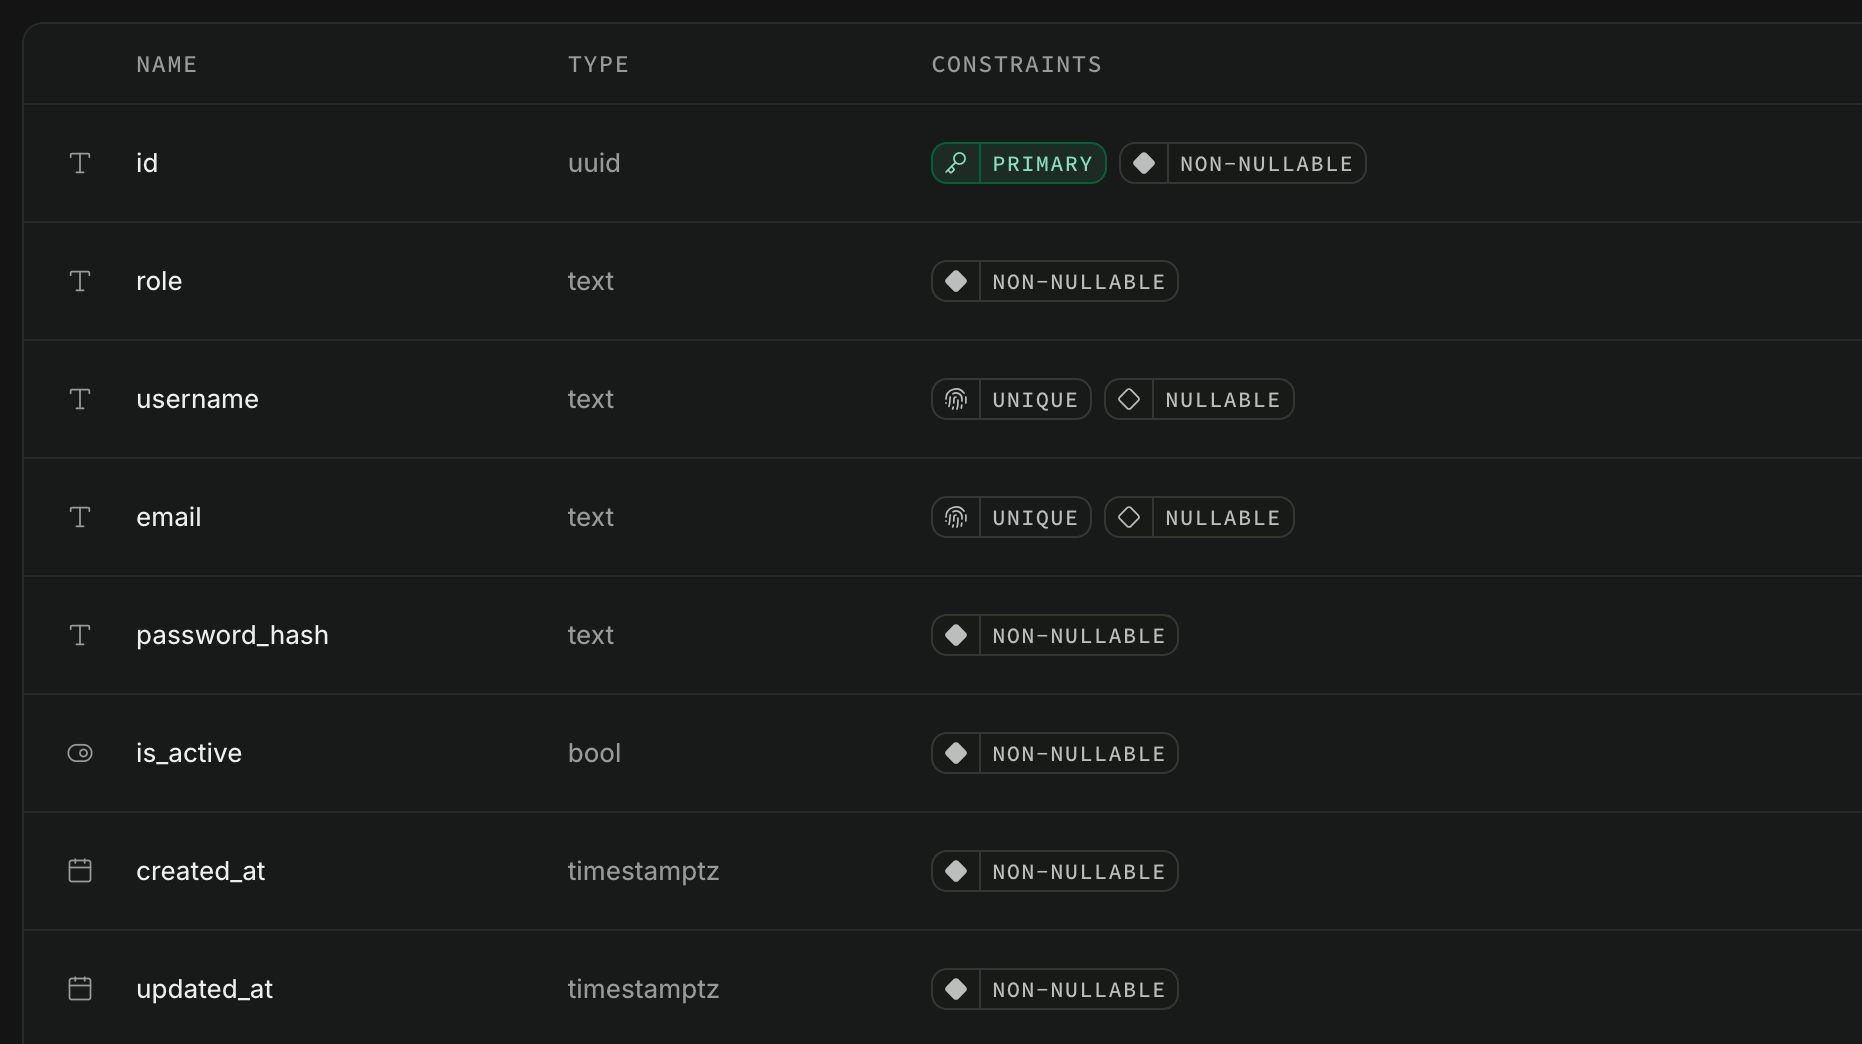 NAME TYPE CONSTRAINTS
id uuid PRIMARY NON-NULLABLE
role text NON-NULLABLE
username text UNIQUE NULLABLE
email text UNIQUE NULLABLE
password_hash text NON-NULLABLE
is_active bool NON-NULLABLE
created_at timestamptz NON-NULLABLE
updated_at timestamptz NON-NULLABLE